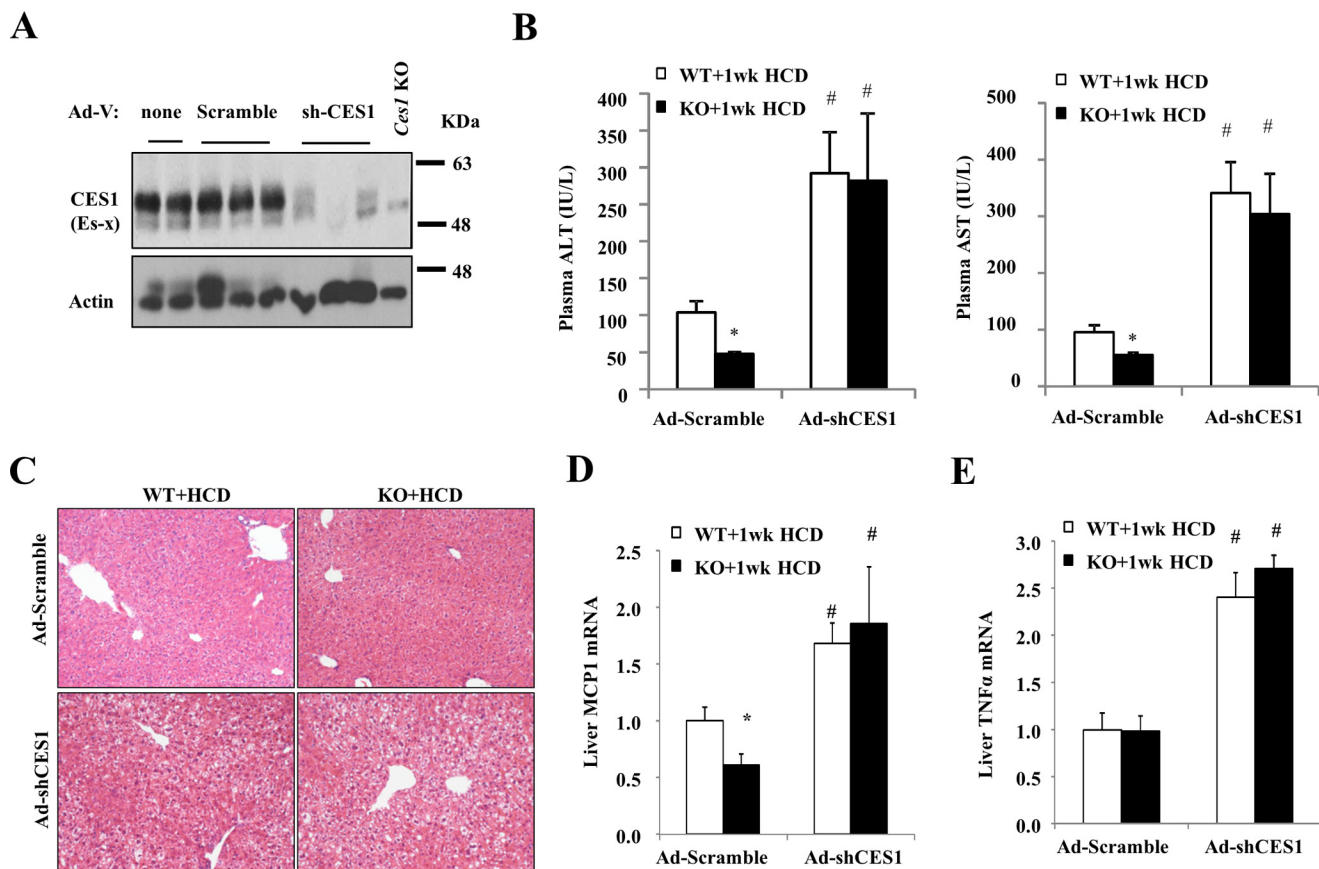 A
Ad-V: none Scramble sh-CES1 Ces1 KO
KDa
63
CES1
(Es-x)
48
48
Actin
B
WT+1wk HCD
KO+1wk HCD
# #
*
400
350
300
250
200
150
100
50
0
Plasma ALT (IU/L)
Ad-Scramble Ad-shCES1
WT+1wk HCD
KO+1wk HCD
# #
*
500
400
300
200
100
0
Plasma AST (IU/L)
Ad-Scramble Ad-shCES1
C
WT+HCD KO+HCD
Ad-Scramble
Ad-shCES1
D
WT+1wk HCD
KO+1wk HCD
# #
*
2.5
2.0
1.5
1.0
0.5
0.0
Liver MCP1 mRNA
Ad-Scramble Ad-shCES1
E
WT+1wk HCD
KO+1wk HCD
# #
3.0
2.5
2.0
1.5
1.0
0.5
0.0
Liver TNFα mRNA
Ad-Scramble Ad-shCES1